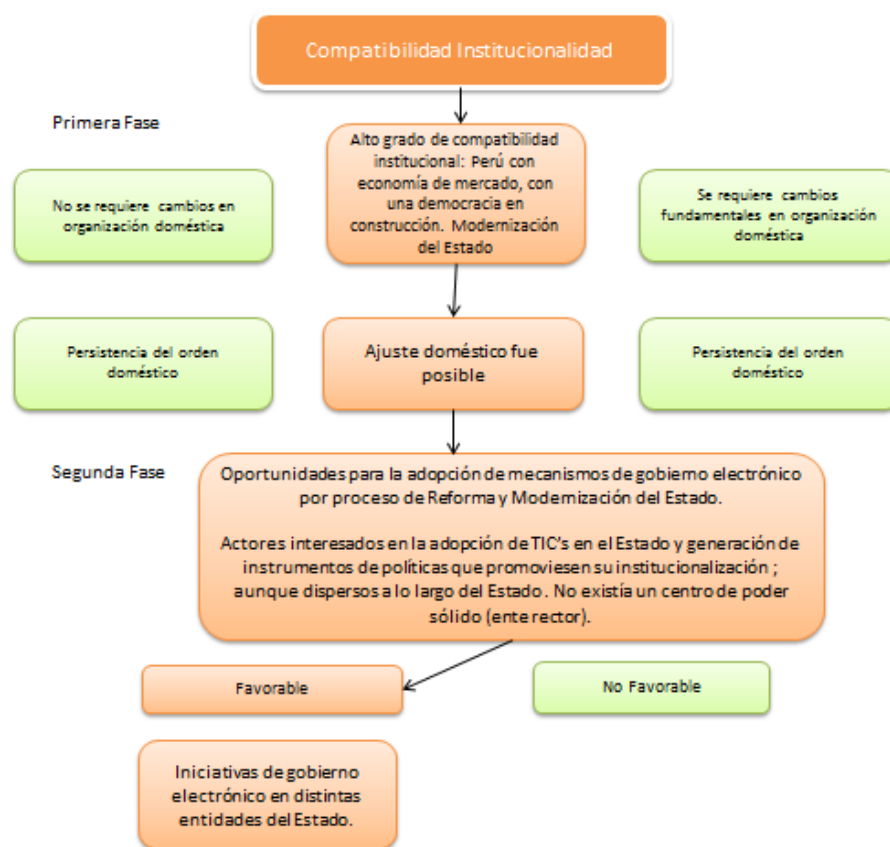 Compatibilidad Institucionalidad
Primera Fase
Alto grado de compatibilidad
institucional: Perú con
economía de mercado, con
una democracia en
construcción. Modernización
del Estado
No se requiere cambios en
organización doméstica
Se requiere cambios
fundamentales en organización
doméstica
Persistencia del orden
doméstico
Ajuste doméstico fue
posible
Persistencia del orden
doméstico
Segunda Fase
Oportunidades para la adopción de mecanismos de gobierno electrónico
por proceso de Reforma y Modernización del Estado.
Actores interesados en la adopción de TIC's en el Estado y generación de
instrumentos de políticas que promoviesen su institucionalización ;
aunque dispersos a lo largo del Estado. No existía un centro de poder
sólido (ente rector).
Favorable
No Favorable
Iniciativas de gobierno
electrónico en distintas
entidades del Estado.